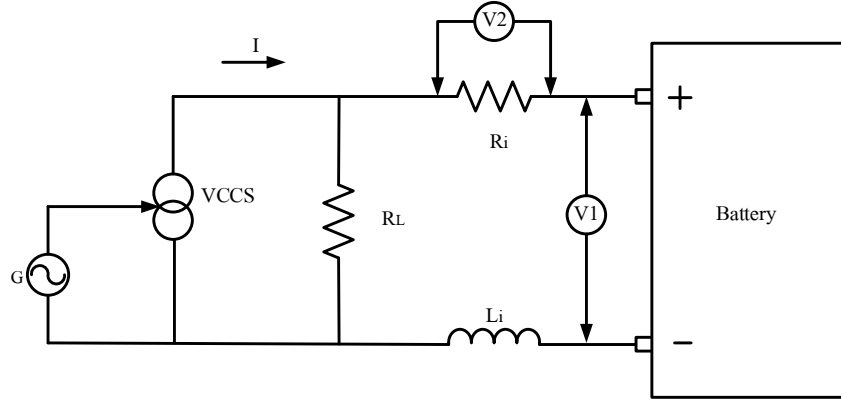 V2
I
+
Ri
VCCS
RL
V1
Battery
G
Li
-